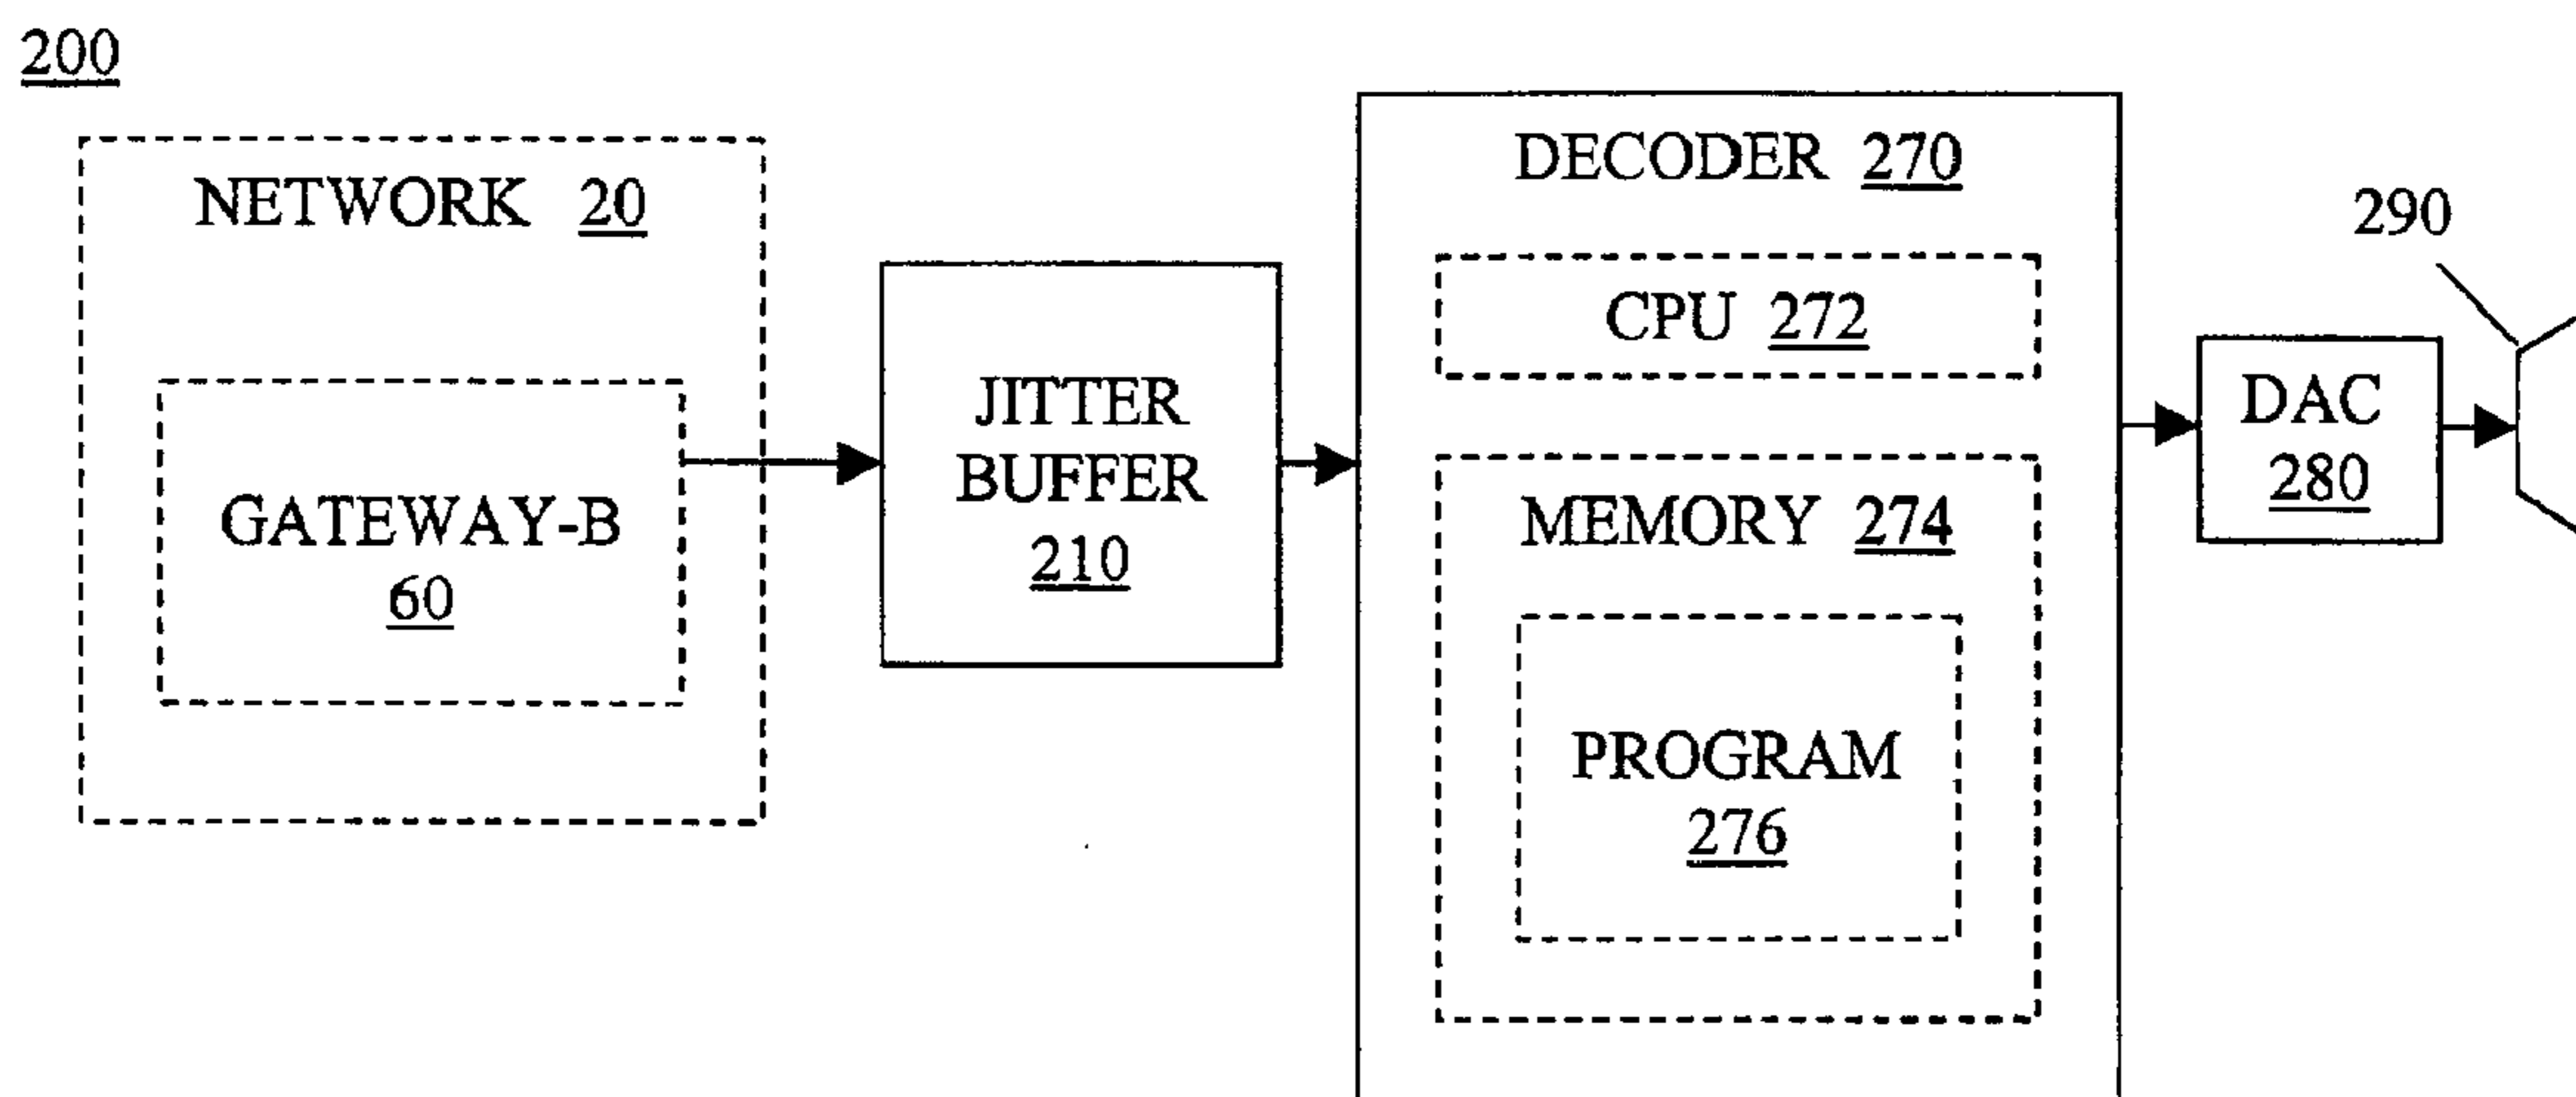 200
NETWORK 20
GATEWAY-B
60
JITTER
BUFFER
210
DECODER 270
CPU 272
MEMORY 274
PROGRAM
276
DAC
280
290